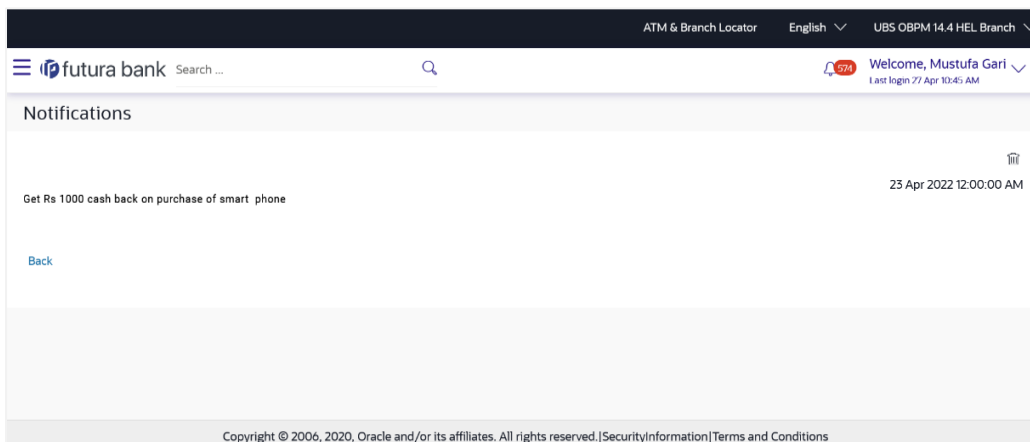 ATM & Branch Locator English UBS OBPM 14.4 HEL Branch
futura bank Search ... 574 Welcome, Mustufa Gari
Last login 27 Apr 10:45 AM
Notifications
23 Apr 2022 12:00:00 AM
Get Rs 1000 cash back on purchase of smart phone
Back
Copyright © 2006, 2020, Oracle and/or its affiliates. All rights reserved.|SecurityInformation|Terms and Conditions